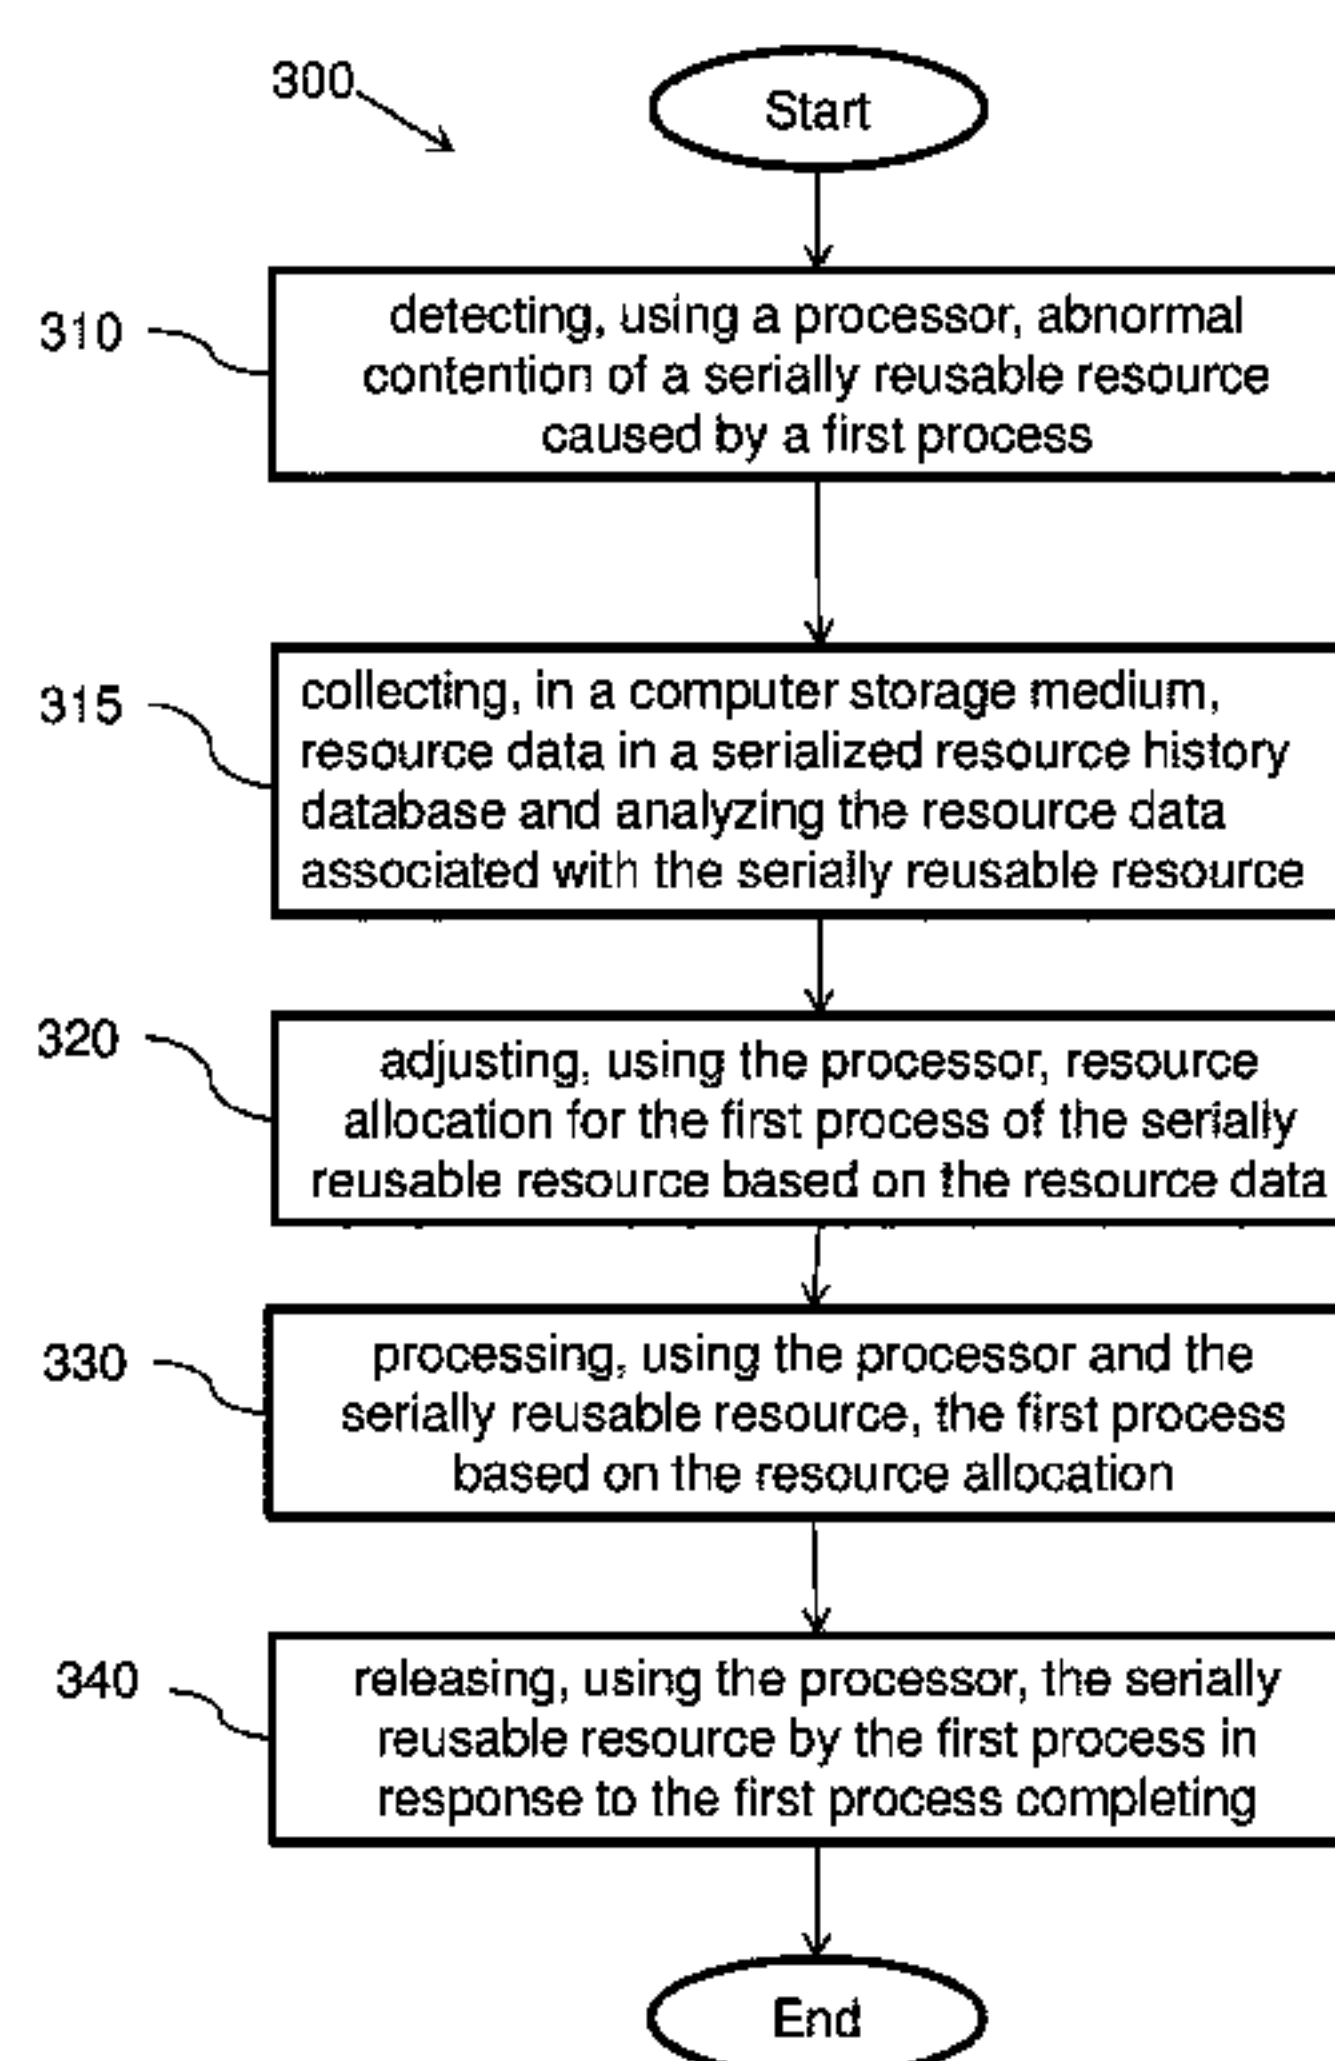 300
Start
310
detecting, using a processor, abnormal
contention of a serially reusable resource
caused by a first process
315
collecting, in a computer storage medium,
resource data in a serialized resource history
database and analyzing the resource data
associated with the serially reusable resource
320
adjusting, using the processor, resource
allocation for the first process of the serially
reusable resource based on the resource data
330
processing, using the processor and the
serially reusable resource, the first process
based on the resource allocation
340
releasing, using the processor, the serially
reusable resource by the first process in
response to the first process completing
End